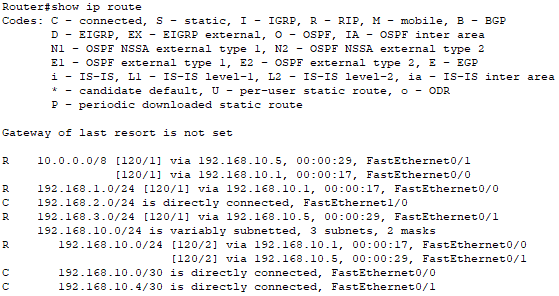 Router#show ip route
Codes: C - connected, S - static, I - IGRP, R - RIP, M - mobile, B - BGP
       D - EIGRP, EX - EIGRP external, O - OSPF, IA - OSPF inter area
       N1 - OSPF NSSA external type 1, N2 - OSPF NSSA external type 2
       E1 - OSPF external type 1, E2 - OSPF external type 2, E - EGP
       i - IS-IS, L1 - IS-IS level-1, L2 - IS-IS level-2, ia - IS-IS inter area
       * - candidate default, U - per-user static route, o - ODR
       P - periodic downloaded static route
Gateway of last resort is not set
R    10.0.0.0/8 [120/1] via 192.168.10.5, 00:00:29, FastEthernet0/1
                [120/1] via 192.168.10.1, 00:00:17, FastEthernet0/0
R    192.168.1.0/24 [120/1] via 192.168.10.1, 00:00:17, FastEthernet0/0
C    192.168.2.0/24 is directly connected, FastEthernet1/0
R    192.168.3.0/24 [120/1] via 192.168.10.5, 00:00:29, FastEthernet0/1
     192.168.10.0/24 is variably subnetted, 3 subnets, 2 masks
R       192.168.10.0/24 [120/2] via 192.168.10.1, 00:00:17, FastEthernet0/0
                        [120/2] via 192.168.10.5, 00:00:29, FastEthernet0/1
C       192.168.10.0/30 is directly connected, FastEthernet0/0
C       192.168.10.4/30 is directly connected, FastEthernet0/1